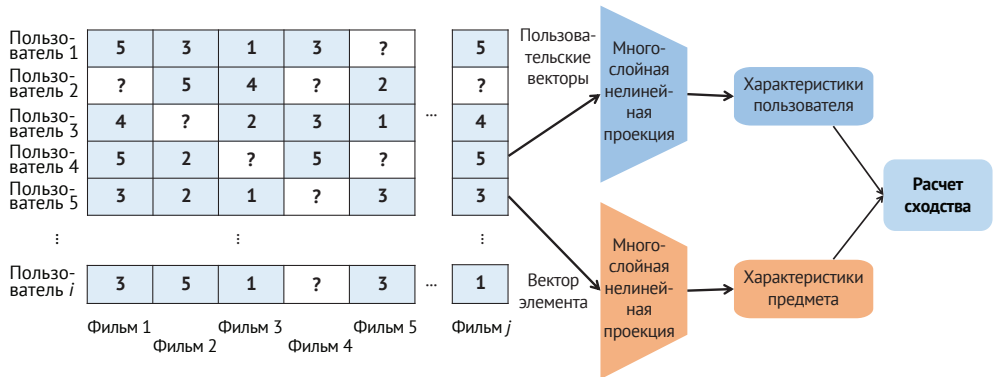 Пользо-
ватель 1 5 3 1 3 ? 5
Пользо-
ватель 2 ? 5 4 ? 2 ?
Пользо-
ватель 3 4 ? 2 3 1 ... 4
Пользо-
ватель 4 5 2 ? 5 ? 5
Пользо-
ватель 5 3 2 1 ? 3 3
... ... ...
Пользо-
ватель i 3 5 1 ? 3 ... 1
Фильм 1 Фильм 3 Фильм 5 Фильм j
Фильм 2 Фильм 4
Пользова-
тельские
векторы
Много-
слойная
нелиней-
ная
проекция
Характеристики
пользователя
Расчет
сходства
Вектор
элемента
Много-
слойная
нелиней-
ная
проекция
Характеристики
предмета